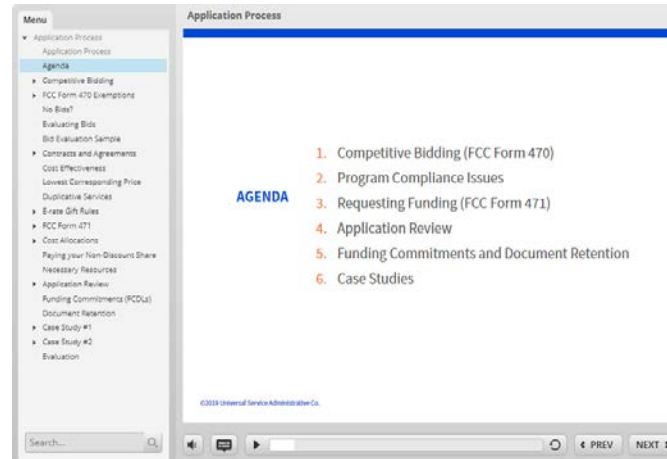 Menu
Application Process
Application Process
Agenda
Competitive Bidding
FCC Form 470 Exemptions
No Bids?
Evaluating Bids
Bid Evaluation Sample
Contracts and Agreements
Cost Effectiveness
Lowest Corresponding Price
Duplicative Services
E-rate Gift Rules
FCC Form 471
Cost Allocations
Paying your Non-Discount Share
Necessary Resources
Application Review
Funding Commitments (FCDLs)
Document Retention
Case Study #1
Case Study #2
Evaluation
Search...
Application Process
AGENDA
1. Competitive Bidding (FCC Form 470)
2. Program Compliance Issues
3. Requesting Funding (FCC Form 471)
4. Application Review
5. Funding Commitments and Document Retention
6. Case Studies
©2019 Universal Service Administrative Co.
PREV
NEXT